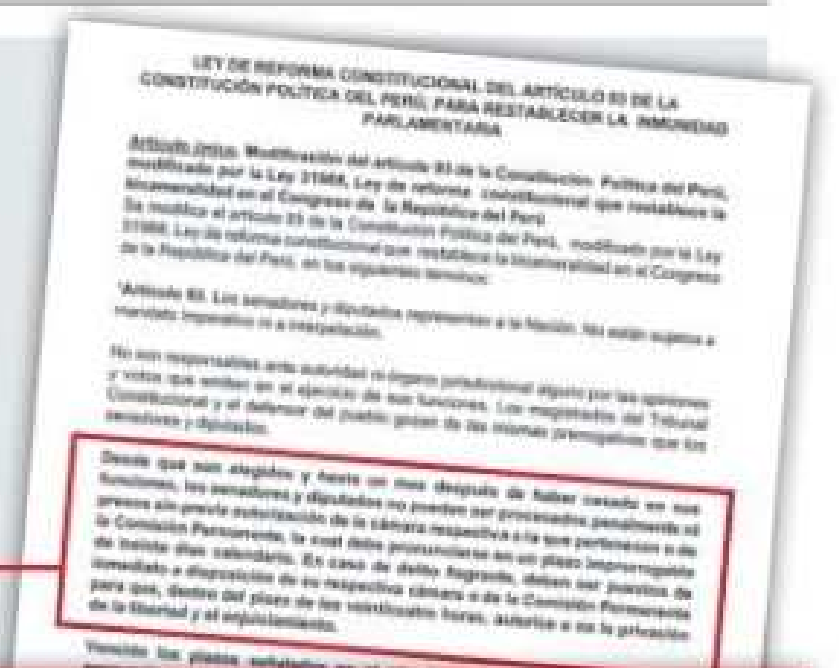 LEY DE REFORMA CONSTITUCIONAL DEL ARTÍCULO 93 DE LA
CONSTITUCIÓN POLÍTICA DEL PERÚ, PARA RESTABLECER LA INMUNIDAD
PARLAMENTARIA
Artículo único. Modificación del artículo 93 de la Constitución Política del Perú,
modificado por la Ley 31988, Ley de reforma constitucional que restablece la
bicameralidad en el Congreso de la República del Perú
Se modifica el artículo 93 de la Constitución Política del Perú, modificado por la Ley
31988, Ley de reforma constitucional que restablece la bicameralidad en el Congreso
de la República del Perú, en los siguientes términos:
"Artículo 93. Los senadores y diputados representan a la Nación. No están sujetos a
mandato imperativo ni a interpelación.
No son responsables ante autoridad ni órgano jurisdiccional alguno por las opiniones
y votos que emiten en el ejercicio de sus funciones. Los magistrados del Tribunal
Constitucional y el defensor del pueblo gozan de las mismas prerrogativas que los
senadores y diputados.
Desde que son elegidos y hasta un mes después de haber cesado en sus
funciones, los senadores y diputados no pueden ser procesados penalmente ni
presos sin previa autorización de la cámara respectiva a la que pertenecen o de
la Comisión Permanente, la cual debe pronunciarse en un plazo improrrogable
de treinta días calendario. En caso de delito flagrante, deben ser puestos de
inmediato a disposición de su respectiva cámara o de la Comisión Permanente
para que, dentro del plazo de las veinticuatro horas, autorice o no la privación
de la libertad y el enjuiciamiento.
Vencido los plazos señalados en el